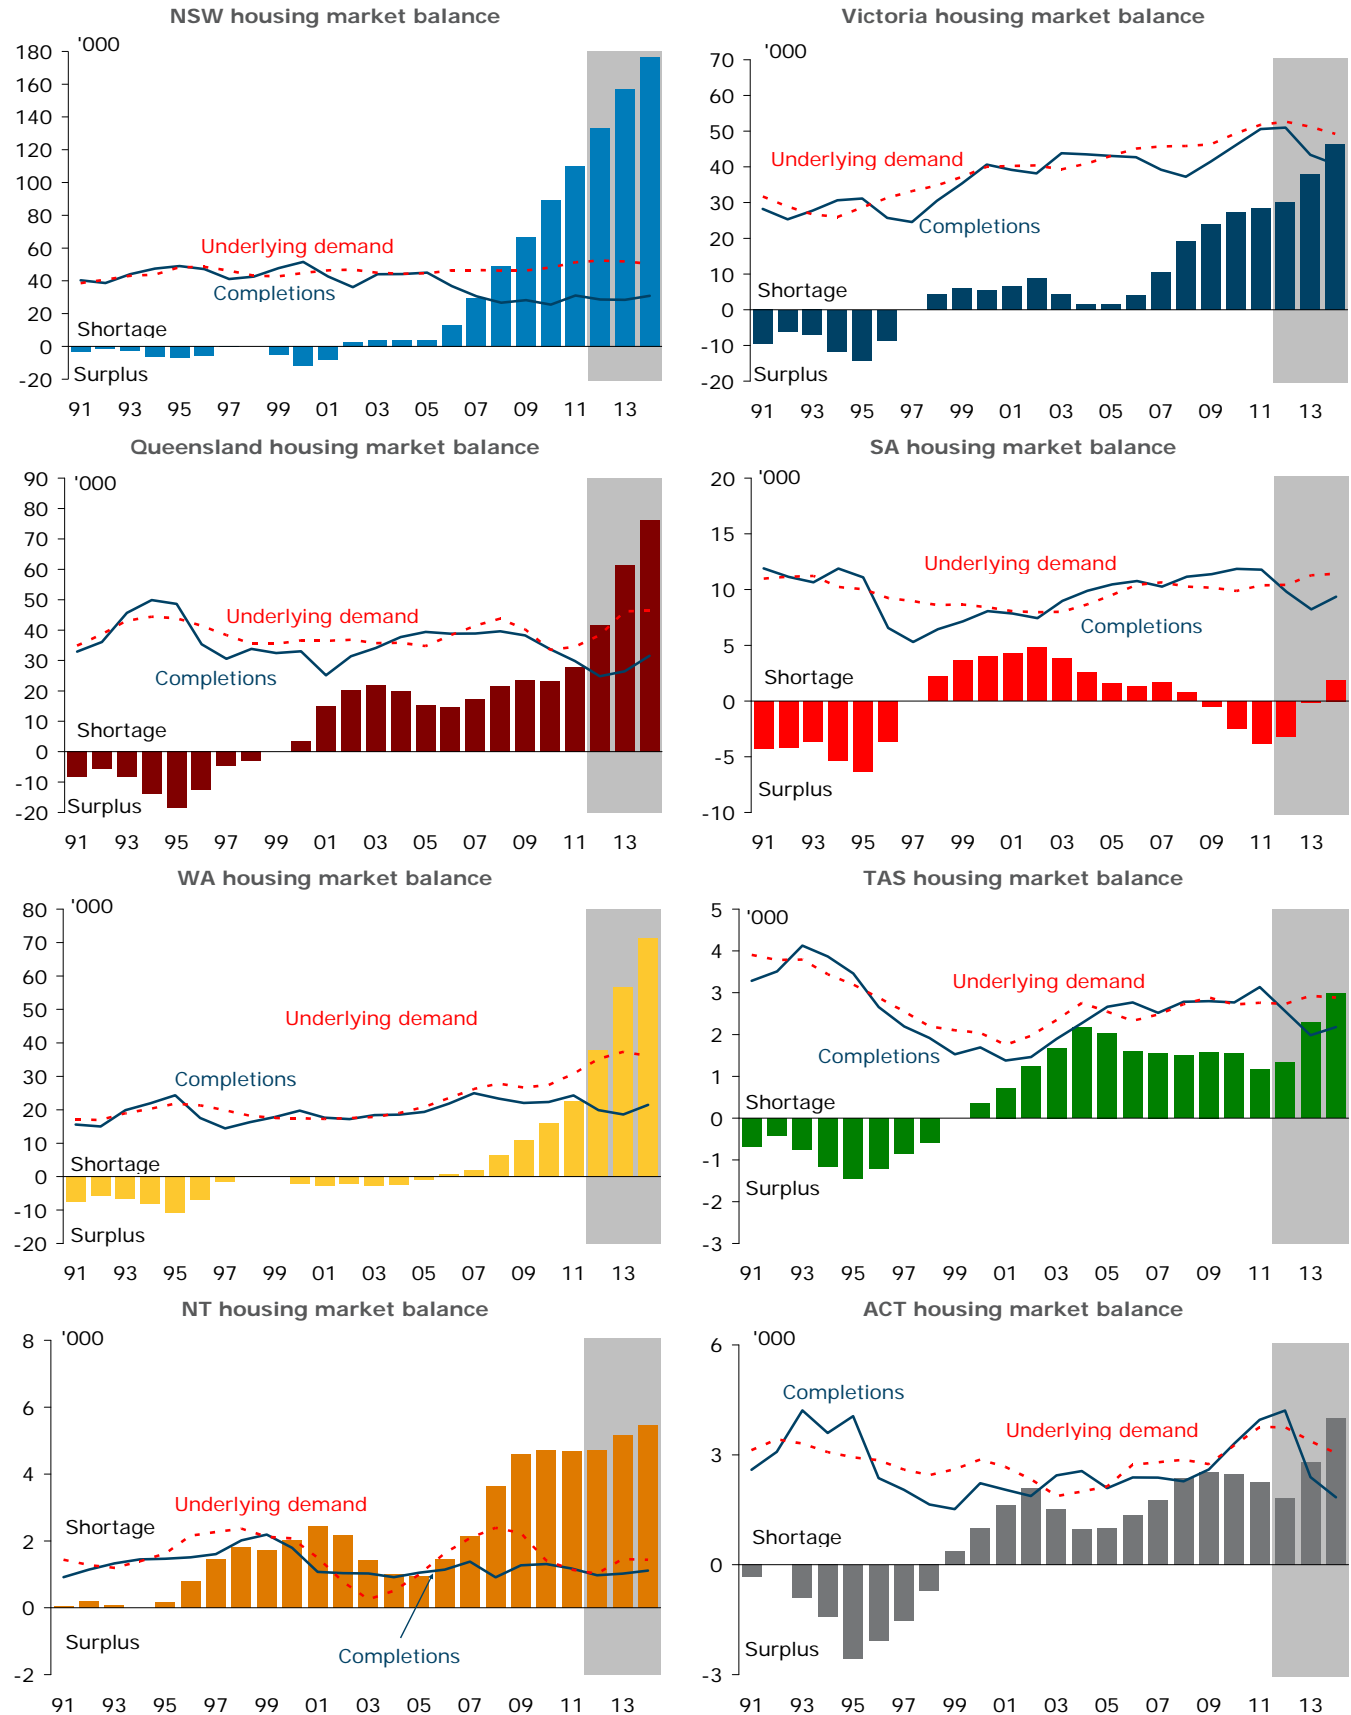 NSW housing market balance
'000
180
160
140
120
100
80
60
40
20
0
-20
Underlying demand
Completions
Shortage
Surplus
91 93 95 97 99 01 03 05 07 09 11 13
Victoria housing market balance
'000
70
60
50
40
30
20
10
0
-10
-20
Underlying demand
Completions
Shortage
Surplus
91 93 95 97 99 01 03 05 07 09 11 13
Queensland housing market balance
'000
90
80
70
60
50
40
30
20
10
0
-10
-20
Underlying demand
Completions
Shortage
Surplus
91 93 95 97 99 01 03 05 07 09 11 13
SA housing market balance
'000
20
15
10
5
0
-5
-10
Underlying demand
Completions
Shortage
Surplus
91 93 95 97 99 01 03 05 07 09 11 13
WA housing market balance
'000
80
70
60
50
40
30
20
10
0
-10
-20
Underlying demand
Completions
Shortage
Surplus
91 93 95 97 99 01 03 05 07 09 11 13
TAS housing market balance
'000
5
4
3
2
1
0
-1
-2
-3
Underlying demand
Completions
Shortage
Surplus
91 93 95 97 99 01 03 05 07 09 11 13
NT housing market balance
'000
8
6
4
2
0
-2
Underlying demand
Shortage
Surplus
Completions
91 93 95 97 99 01 03 05 07 09 11 13
ACT housing market balance
'000
6
3
0
-3
Completions
Underlying demand
Shortage
Surplus
91 93 95 97 99 01 03 05 07 09 11 13